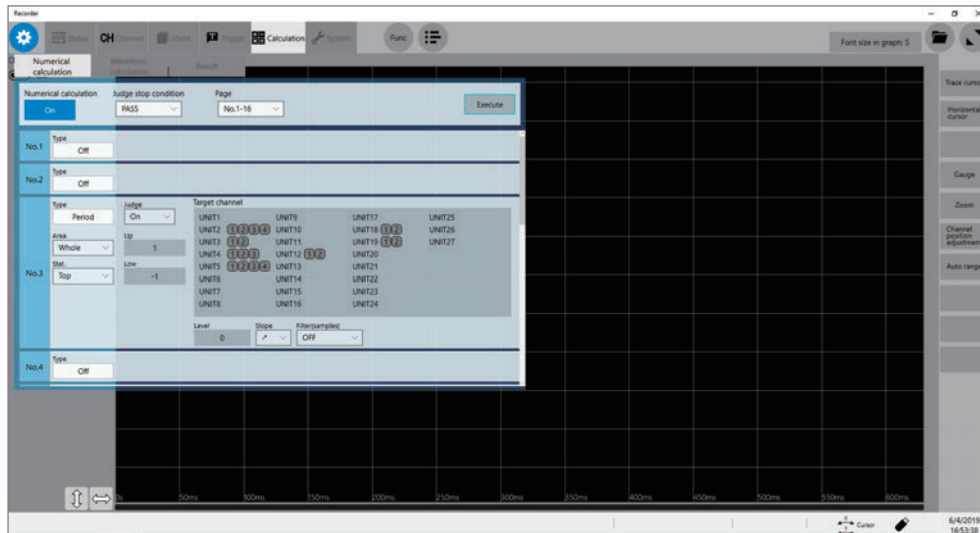 Recorder
Status
CH Channel
Sheet
Trigger
Calculation
System
Func
Font size in graph: S
Numerical calculation
Waveform calculation
Result
Numerical calculation
On
Judge stop condition
PASS
Page
No.1-16
Execute
No.1
Type
Off
No.2
Type
Off
No.3
Type
Period
Judge
On
Area
Whole
Up
1
Stat.
Top
Low
-1
Target channel
UNIT1 UNIT9 UNIT17 UNIT25
UNIT2 1 2 3 4 UNIT10 UNIT18 1 2 UNIT26
UNIT3 1 2 UNIT11 UNIT19 1 2 UNIT27
UNIT4 1 2 3 UNIT12 1 2 UNIT20
UNIT5 1 2 3 4 UNIT13 UNIT21
UNIT6 UNIT14 UNIT22
UNIT7 UNIT15 UNIT23
UNIT8 UNIT16 UNIT24
Level
0
Slope
↗
Filter(samples)
OFF
No.4
Type
Off
Trace curso
Horizonta
cursor
Gauge
Zoom
Channel
position
adjustmen
Auto range
0s 50ms 100ms 150ms 200ms 250ms 300ms 350ms 400ms 450ms 500ms 550ms 600ms
X
Y
Cursor
6/4/2019
16:53:38